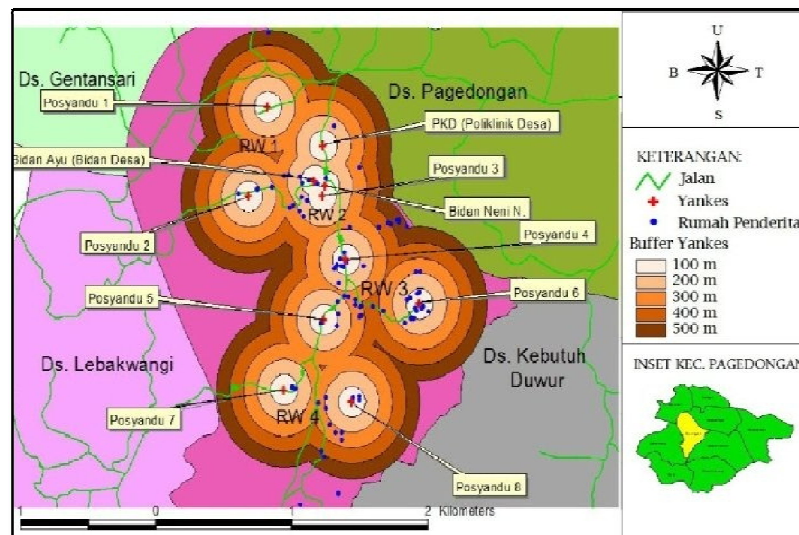 Ds. Gentansari
Posyandu 1
Ds. Pagedongan
PKD (Poliklinik Desa)
RW 1
Bidan Ayu (Bidan Desa)
Posyandu 3
RW 2
Bidan Neni N.
Posyandu 2
Posyandu 4
Posyandu 5
RW 3
Posyandu 6
Ds. Lebakwangi
Ds. Kebutuh
Duwur
Posyandu 7
RW 4
Posyandu 8
1 0 1 2 Kilometers
U
B T
S
KETERANGAN:
Jalan
Yankes
Rumah Penderita
Buffer Yankes
100 m
200 m
300 m
400 m
500 m
INSET KEC. PAGEDONGAN